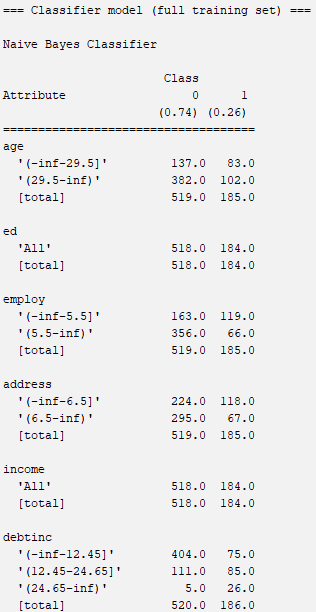 === Classifier model (full training set) ===
Naive Bayes Classifier
Class
Attribute 0 1
(0.74) (0.26)
===================================
age
'(-inf-29.5]' 137.0 83.0
'(29.5-inf)' 382.0 102.0
[total] 519.0 185.0
ed
'All' 518.0 184.0
[total] 518.0 184.0
employ
'(-inf-5.5]' 163.0 119.0
'(5.5-inf)' 356.0 66.0
[total] 519.0 185.0
address
'(-inf-6.5]' 224.0 118.0
'(6.5-inf)' 295.0 67.0
[total] 519.0 185.0
income
'All' 518.0 184.0
[total] 518.0 184.0
debtinc
'(-inf-12.45]' 404.0 75.0
'(12.45-24.65]' 111.0 85.0
'(24.65-inf)' 5.0 26.0
[total] 520.0 186.0